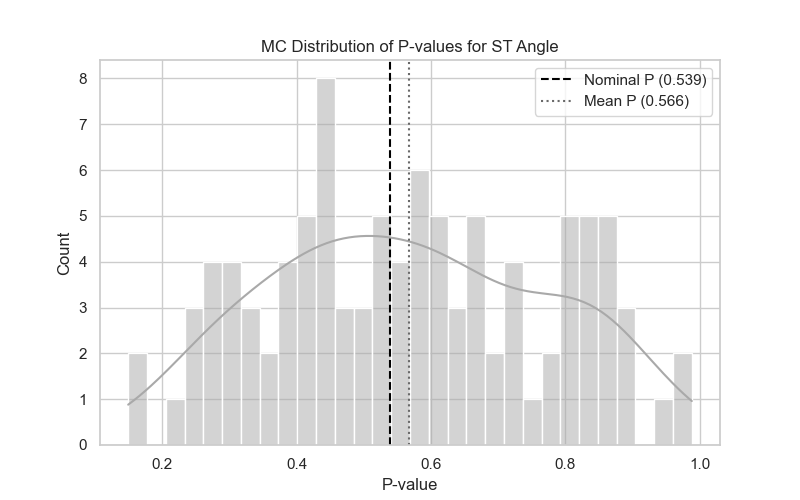 MC Distribution of P-values for ST Angle
Nominal P (0.539)
Mean P (0.566)
8
7
6
5
4
3
2
1
0
Count
0.2 0.4 0.6 0.8 1.0
P-value